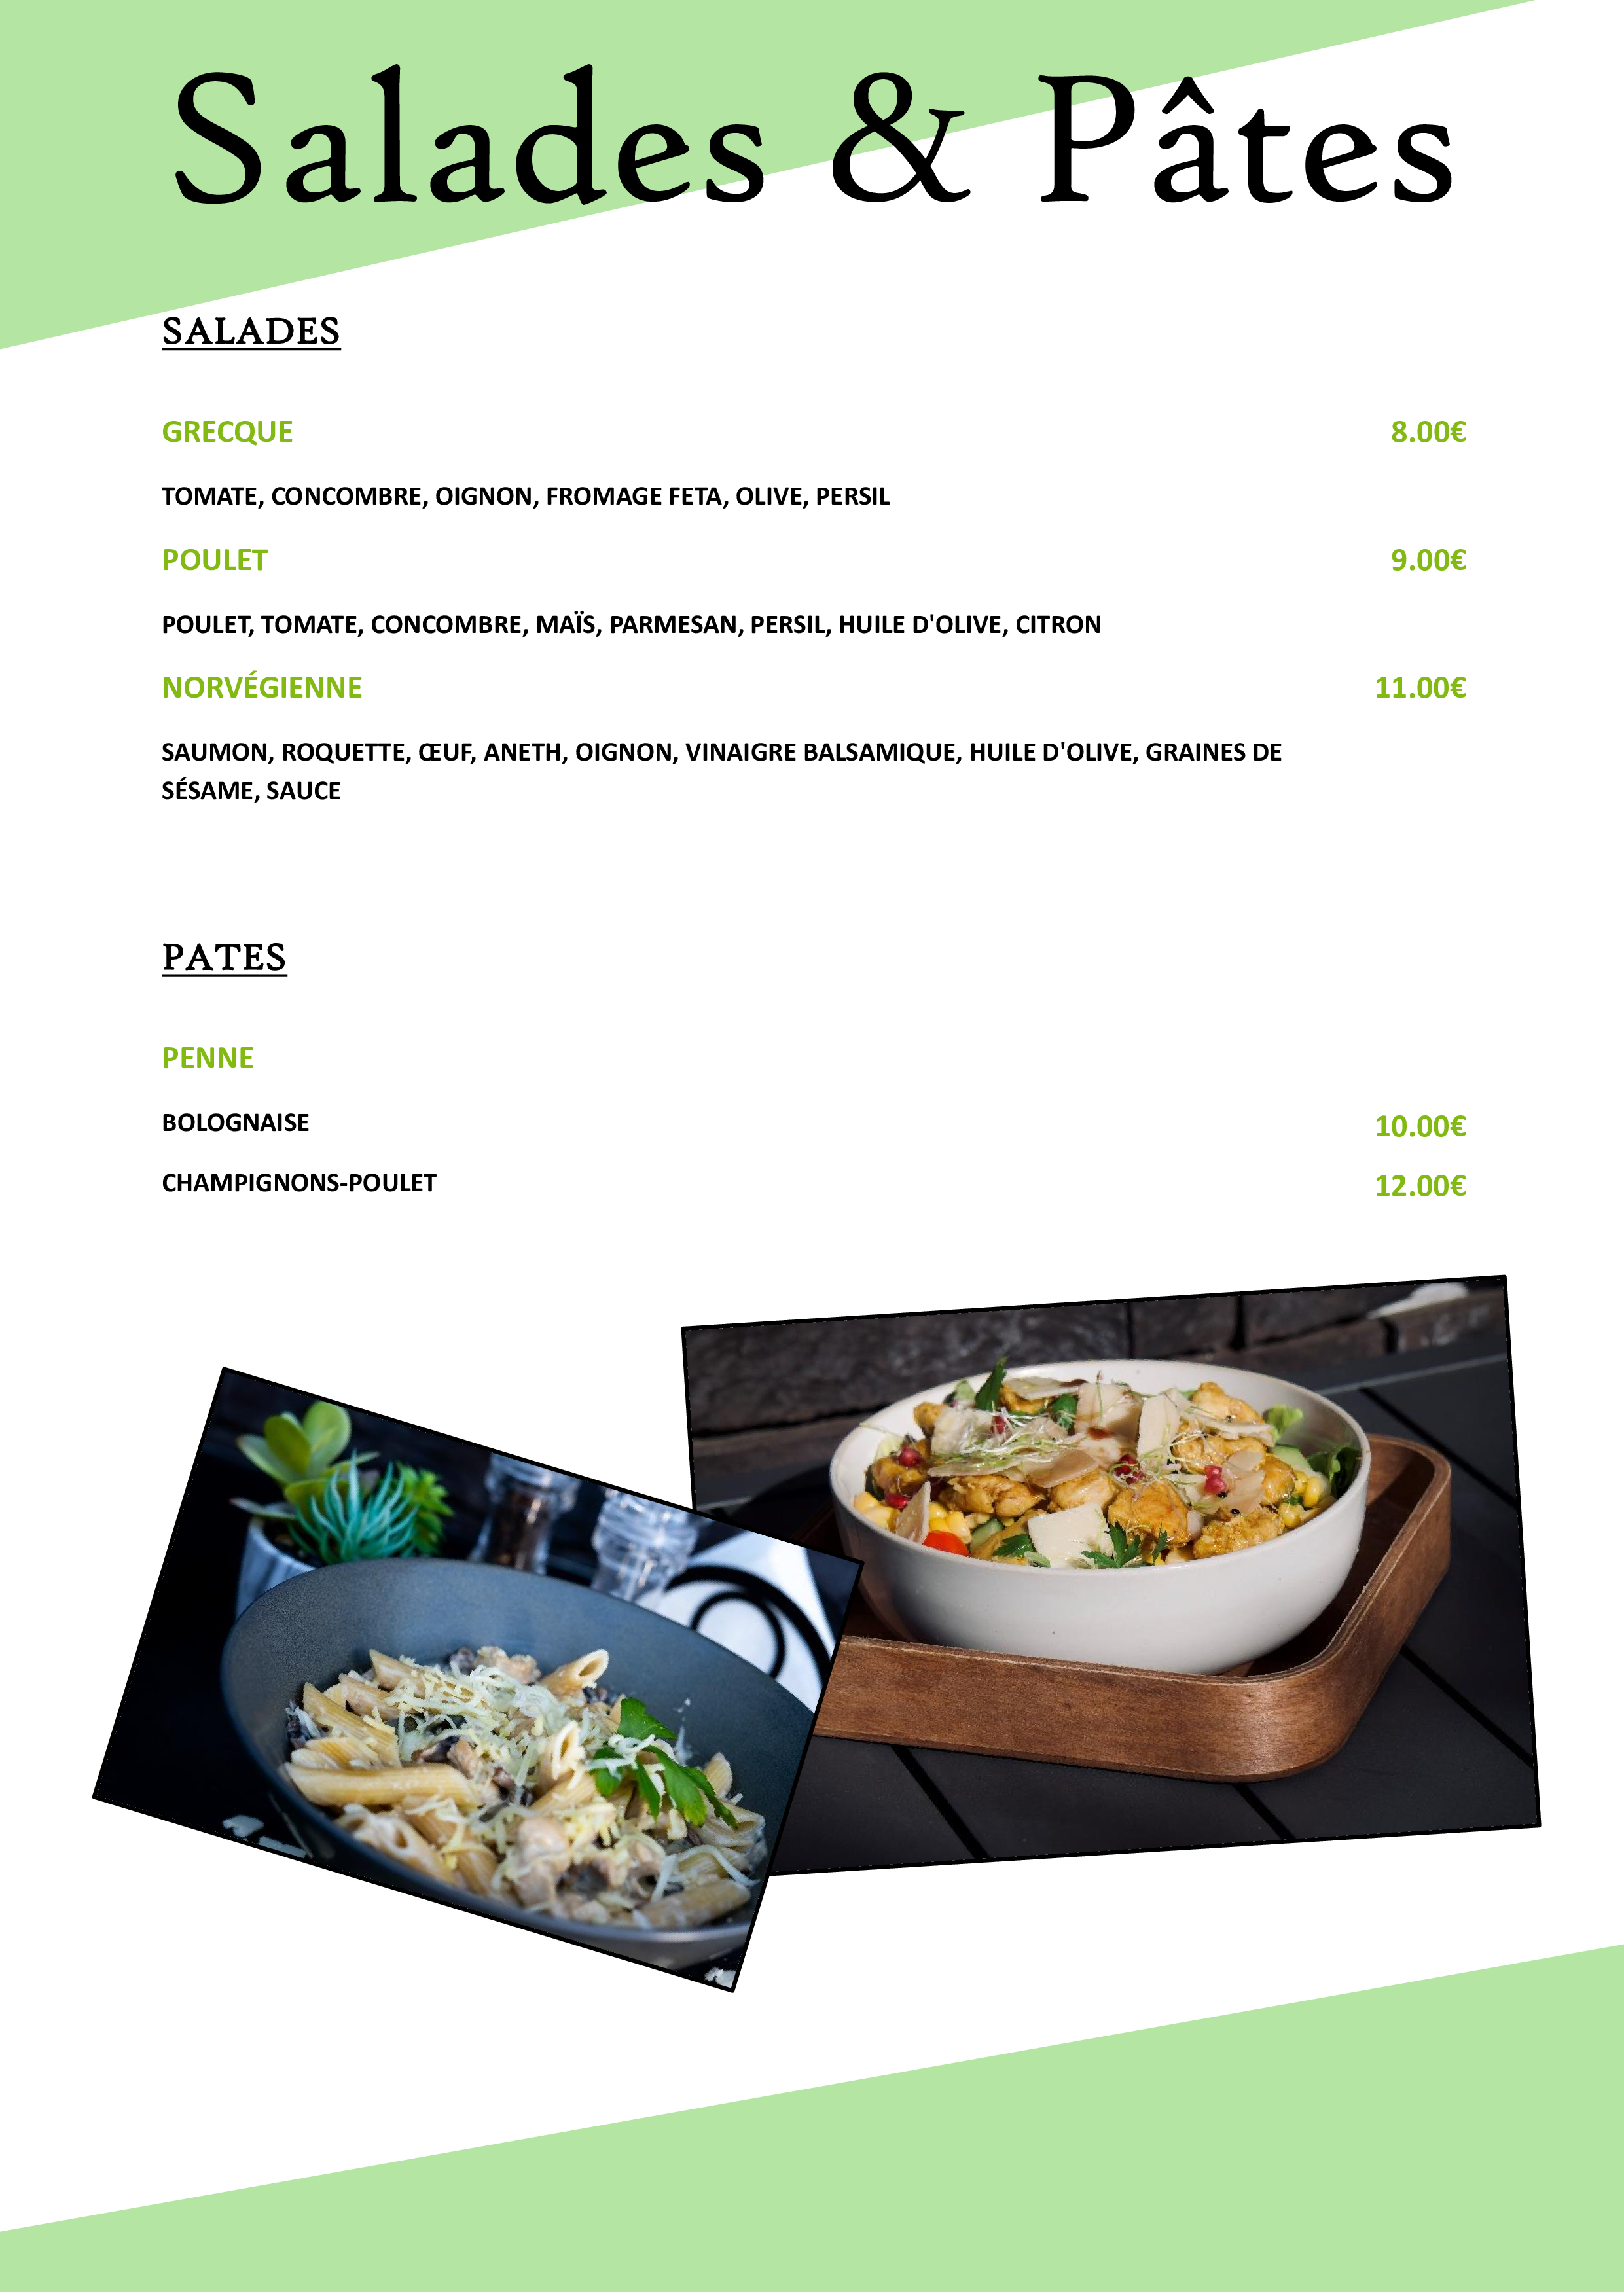 Salades & Pâtes
SALADES
GRECQUE 8.00€
TOMATE, CONCOMBRE, OIGNON, FROMAGE FETA, OLIVE, PERSIL
POULET 9.00€
POULET, TOMATE, CONCOMBRE, MAÏS, PARMESAN, PERSIL, HUILE D'OLIVE, CITRON
NORVÉGIENNE 11.00€
SAUMON, ROQUETTE, ŒUF, ANETH, OIGNON, VINAIGRE BALSAMIQUE, HUILE D'OLIVE, GRAINES DE
SÉSAME, SAUCE
PATES
PENNE
BOLOGNAISE 10.00€
CHAMPIGNONS-POULET 12.00€